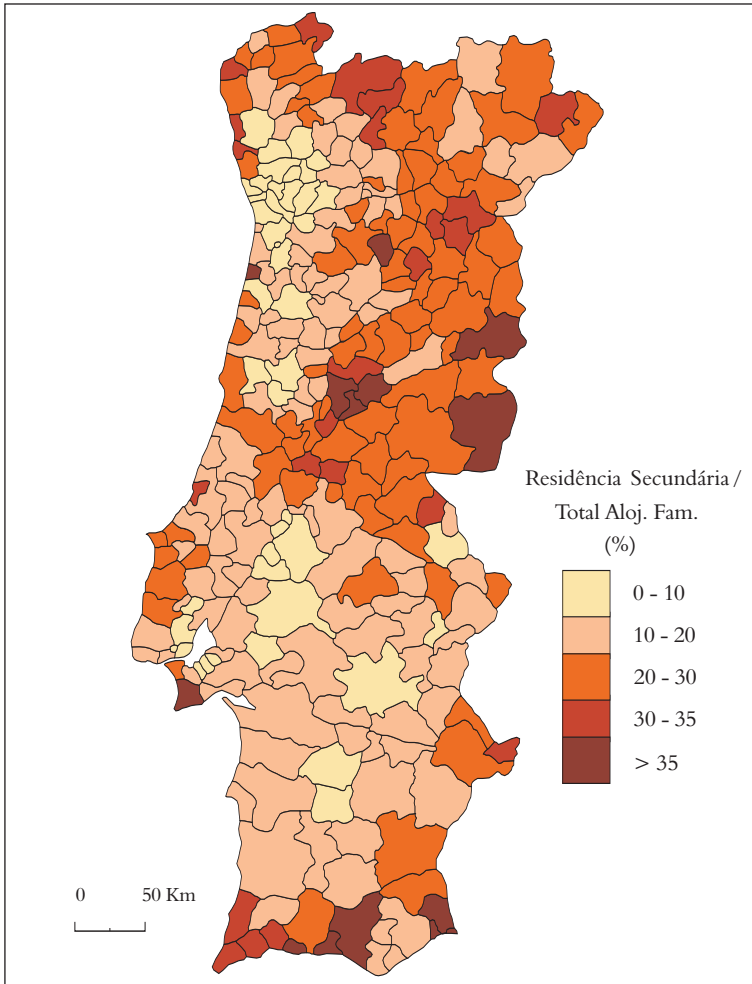 Residência Secundária /
Total Aloj. Fam.
(%)
0 - 10
10 - 20
20 - 30
30 - 35
> 35
0 50 Km